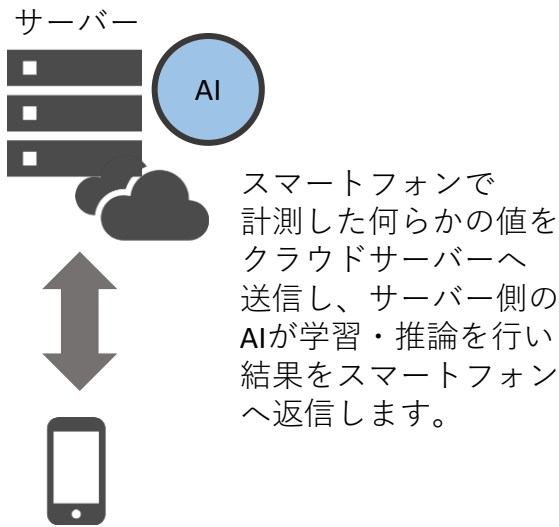 サーバー
AI
スマートフォンで
計測した何らかの値を
クラウドサーバーへ
送信し、サーバー側の
AIが学習・推論を行い
結果をスマートフォン
へ返信します。